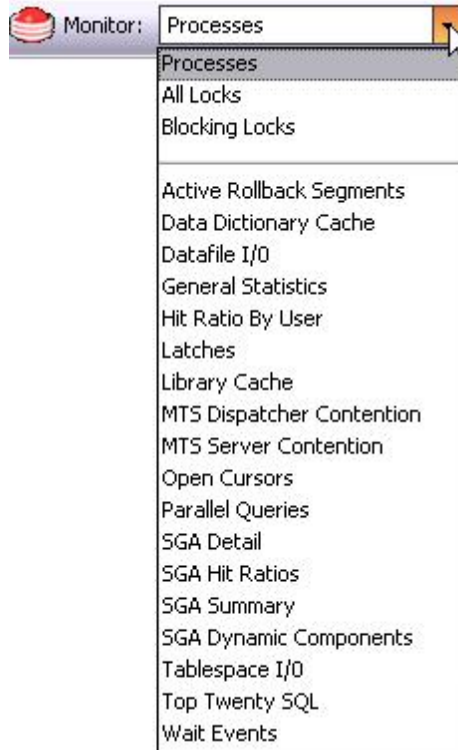 Monitor: Processes
Processes
All Locks
Blocking Locks
Active Rollback Segments
Data Dictionary Cache
Datafile I/O
General Statistics
Hit Ratio By User
Latches
Library Cache
MTS Dispatcher Contention
MTS Server Contention
Open Cursors
Parallel Queries
SGA Detail
SGA Hit Ratios
SGA Summary
SGA Dynamic Components
Tablespace I/O
Top Twenty SQL
Wait Events